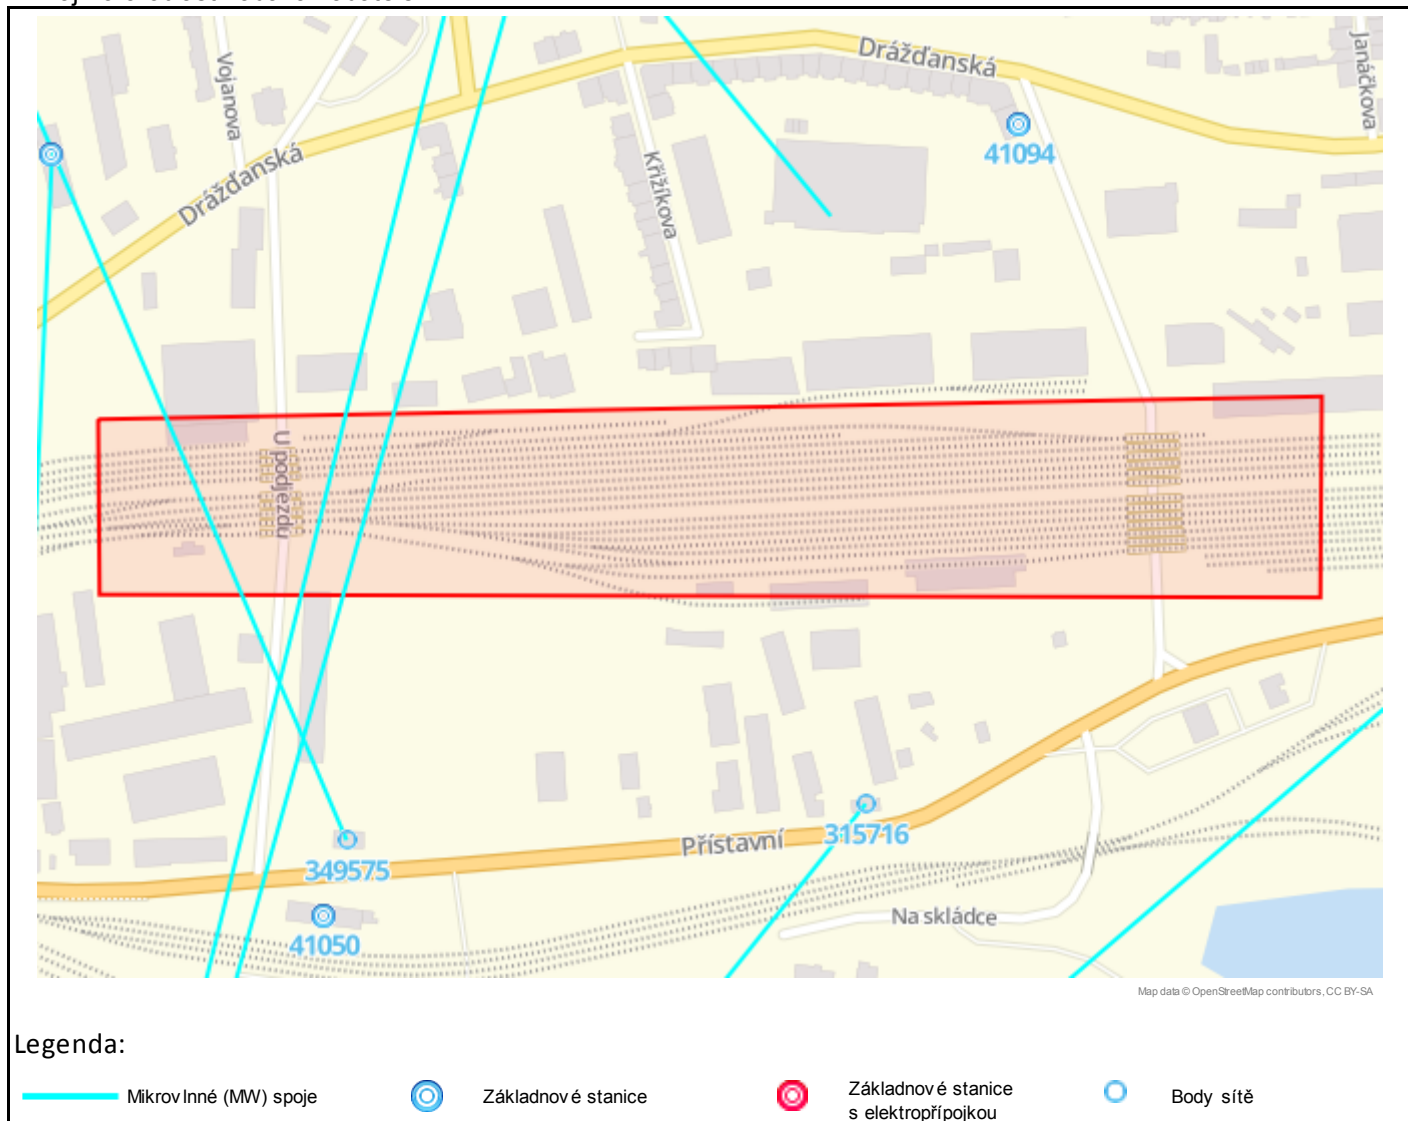 Drážďanská
Janáčkova
Vojanova
41094
Křižíkova
Drážďanská
U podjezdu
Přístavní
315716
349575
Na skládce
41050
Map data © OpenStreetMap contributors, CC BY-SA
Legenda:
Mikrovlnné (MW) spoje
Základnové stanice
Základnové stanice
s elektropřípojkou
Body sítě